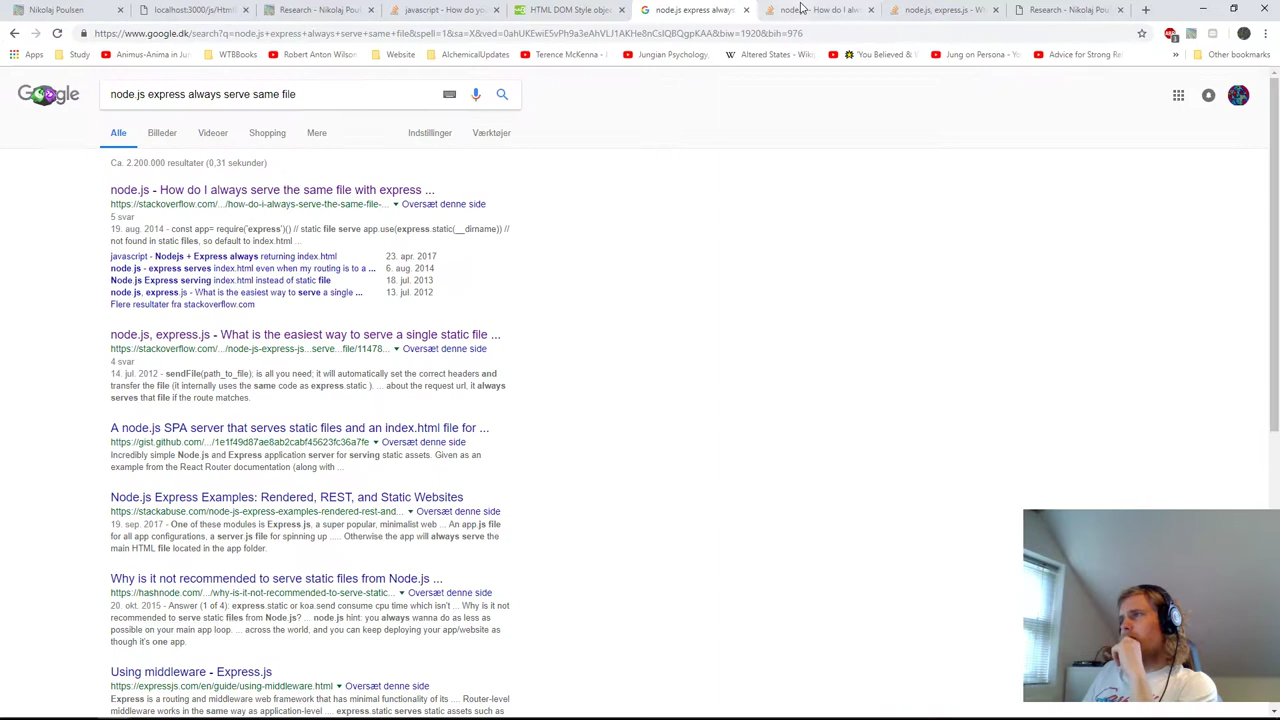 Nikolaj Poulsen
localhost:3000/js/Html
Research - Nikolaj Pou
javascript - How do yo
HTML DOM Style obje
node.js express always
node.js - How do I alw
node.js, express.js - W
Research - Nikolaj Pou
https://www.google.dk/search?q=node.js+express+always+serve+same+file&spell=1&sa=X&ved=0ahUKEwiE5vPh9a3eAhVLJ1AKHe8nCsIQBQgpKAA&biw=1920&bih=976
Apps
Study
Animus-Anima in Th
WTBBooks
Robert Anton Wilson
Website
AlchemicalUpdates
Terence McKenna -
Jungian Psychology,
Altered States - Wiki
'You Believed
Jung on Persona - Yo
Advice for Strong Rel
»
Other bookmarks
Google
node.js express always serve same file
Alle
Billeder
Videoer
Shopping
Mere
Indstillinger
Værktøjer
Ca. 2.200.000 resultater (0,31 sekunder)
node.js - How do I always serve the same file with express ...
https://stackoverflow.com/.../how-do-i-always-serve-the-same-file-... ▼ Oversæt denne side
5 svar
19. aug. 2014 - const app= require('express')() // static file serve app.use(express.static(__dirname)) //
not found in static files, so default to index.html ...
javascript - Nodejs + Express always returning index.html 23. apr. 2017
node.js - express serves index.html even when my routing is to a ... 6. aug. 2014
Node.js Express serving index.html instead of static file 18. jul. 2013
node.js, express.js - What is the easiest way to serve a single ... 13. jul. 2012
Flere resultater fra stackoverflow.com
node.js, express.js - What is the easiest way to serve a single static file ...
https://stackoverflow.com/.../node-js-express-js...serve...file/11478... ▼ Oversæt denne side
4 svar
14. jul. 2012 - sendFile(path_to_file); is all you need; it will automatically set the correct headers and
transfer the file (it internally uses the same code as express.static ). ... about the request url, it always
serves that file if the route matches.
A node.js SPA server that serves static files and an index.html file for ...
https://gist.github.com/.../1e1f49d87ae8ab2cabf45623fc36a7fe ▼ Oversæt denne side
Incredibly simple Node.js and Express application server for serving static assets. Given as an
example from the React Router documentation (along with ...
Node.js Express Examples: Rendered, REST, and Static Websites
https://stackabuse.com/node-js-express-examples-rendered-rest-and... ▼ Oversæt denne side
19. sep. 2017 - One of these modules is Express.js, a super popular, minimalist web ... An app js file
for all app configurations, a server.js file for spinning up ..... Otherwise the app will always serve the
main HTML file located in the app folder.
Why is it not recommended to serve static files from Node.js ...
https://hashnode.com/.../why-is-it-not-recommended-to-serve-static... ▼ Oversæt denne side
20. okt. 2015 - Answer (1 of 4): express.static or koa.send consume cpu time which isn't ... Why is it not
recommended to serve static files from Node.js? ... node.js hint: you always wanna do as less as
possible on your main app loop. ... across the world, and you can keep deploying your app/website as
though it's one app.
Using middleware - Express.js
https://expressjs.com/en/guide/using-middleware.html ▼ Oversæt denne side
Express is a routing and middleware web framework that has minimal functionality of its .... Router-level
middleware works in the same way as application-level .... express.static serves static assets such as